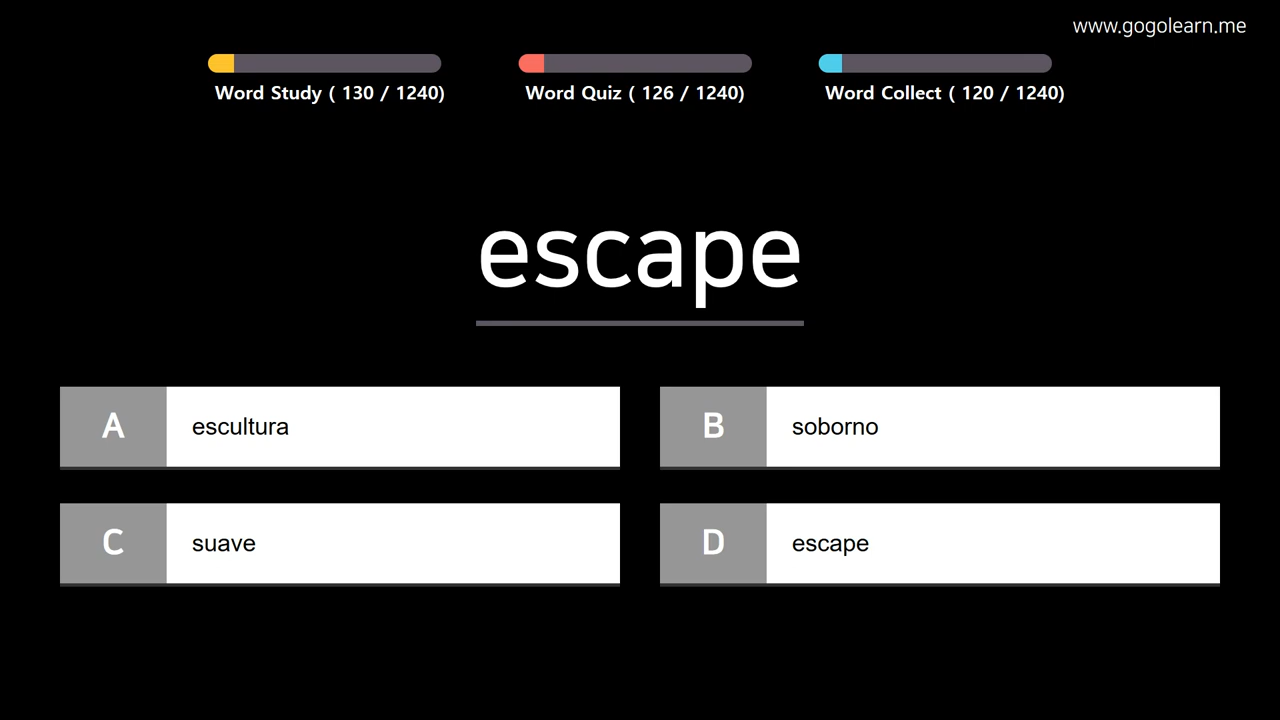 www.gogolearn.me
Word Study ( 130 / 1240)
Word Quiz ( 126 / 1240)
Word Collect ( 120 / 1240)
escape
A
escultura
B
soborno
C
suave
D
escape